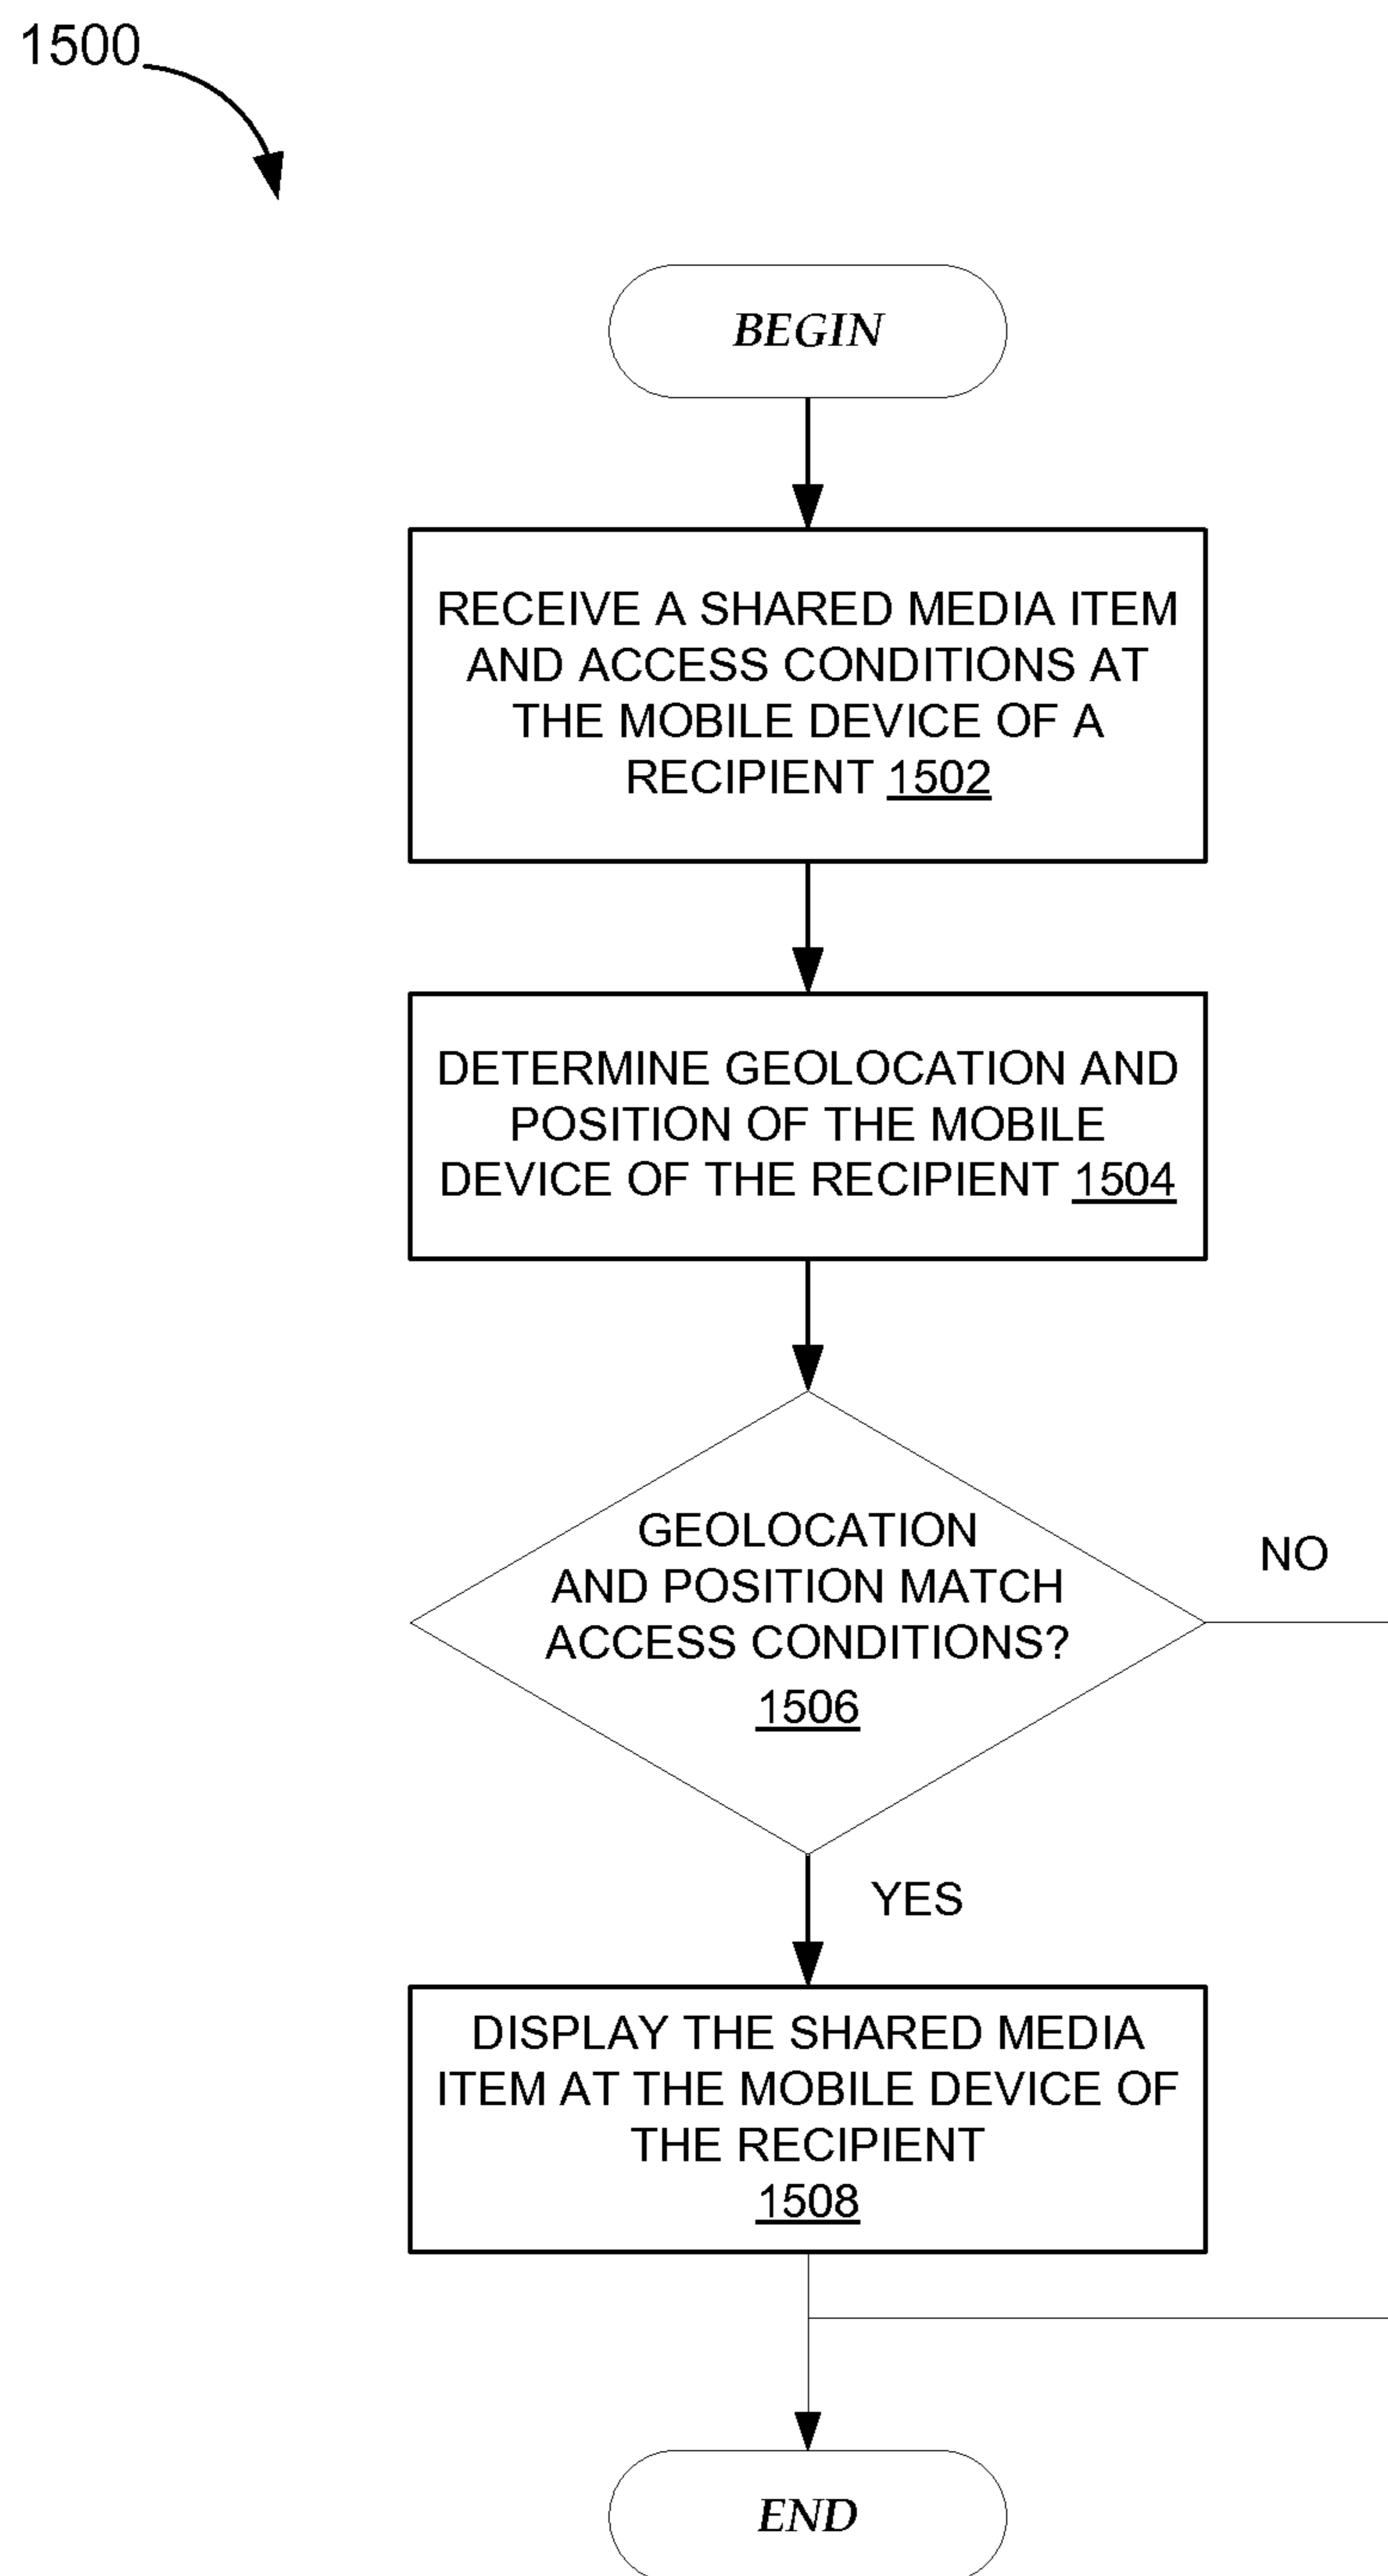 1500
BEGIN
RECEIVE A SHARED MEDIA ITEM
AND ACCESS CONDITIONS AT
THE MOBILE DEVICE OF A
RECIPIENT 1502
DETERMINE GEOLOCATION AND
POSITION OF THE MOBILE
DEVICE OF THE RECIPIENT 1504
GEOLOCATION
AND POSITION MATCH
ACCESS CONDITIONS?
1506
NO
YES
DISPLAY THE SHARED MEDIA
ITEM AT THE MOBILE DEVICE OF
THE RECIPIENT
1508
END